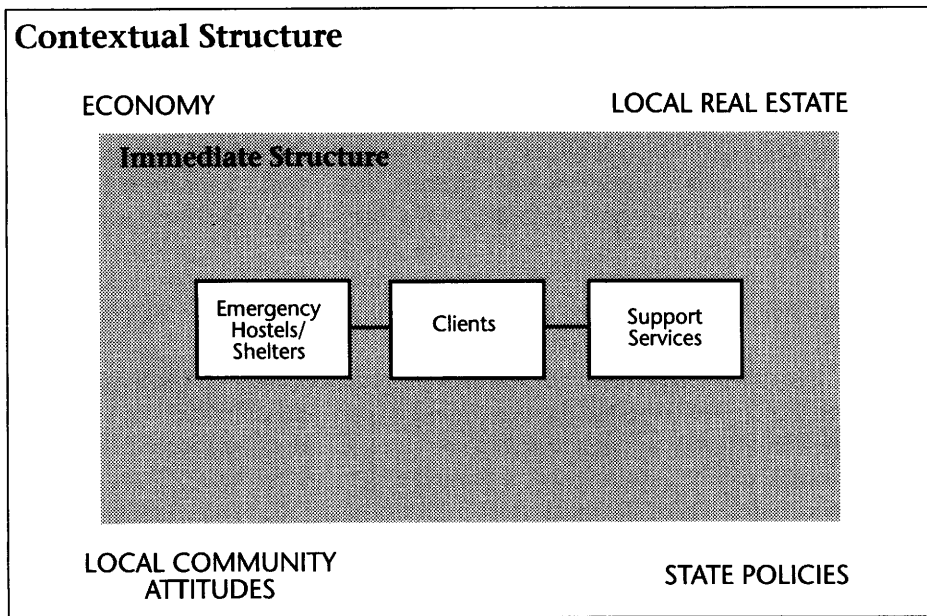 Contextual Structure
ECONOMY
LOCAL REAL ESTATE
Immediate Structure
Emergency
Hostels/
Shelters
Clients
Support
Services
LOCAL COMMUNITY
ATTITUDES
STATE POLICIES